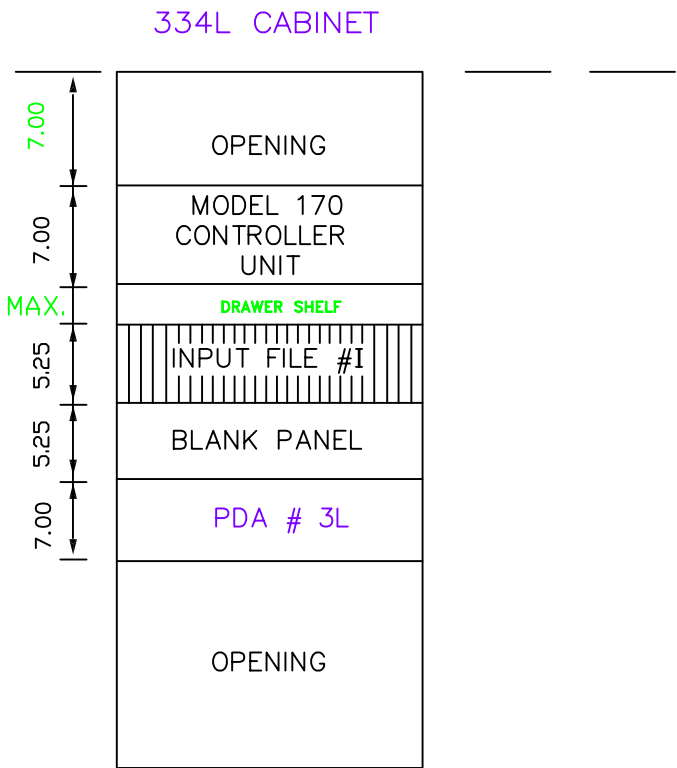 334L CABINET
7.00
OPENING
7.00
MODEL 170
CONTROLLER
UNIT
MAX.
DRAWER SHELF
5.25
INPUT FILE #I
5.25
BLANK PANEL
7.00
PDA # 3L
OPENING